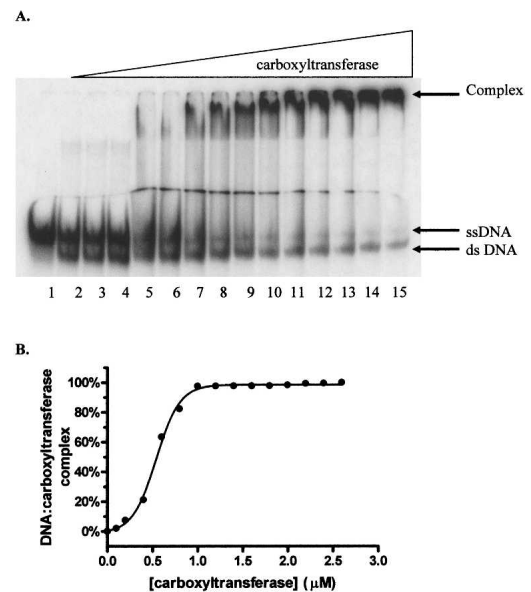 A.
carboxyltransferase
Complex
ssDNA
ds DNA
1 2 3 4 5 6 7 8 9 10 11 12 13 14 15
B.
DNA:carboxyltransferase
complex
100%
80%
60%
40%
20%
0%
0.0 0.5 1.0 1.5 2.0 2.5 3.0
[carboxyltransferase] (μM)